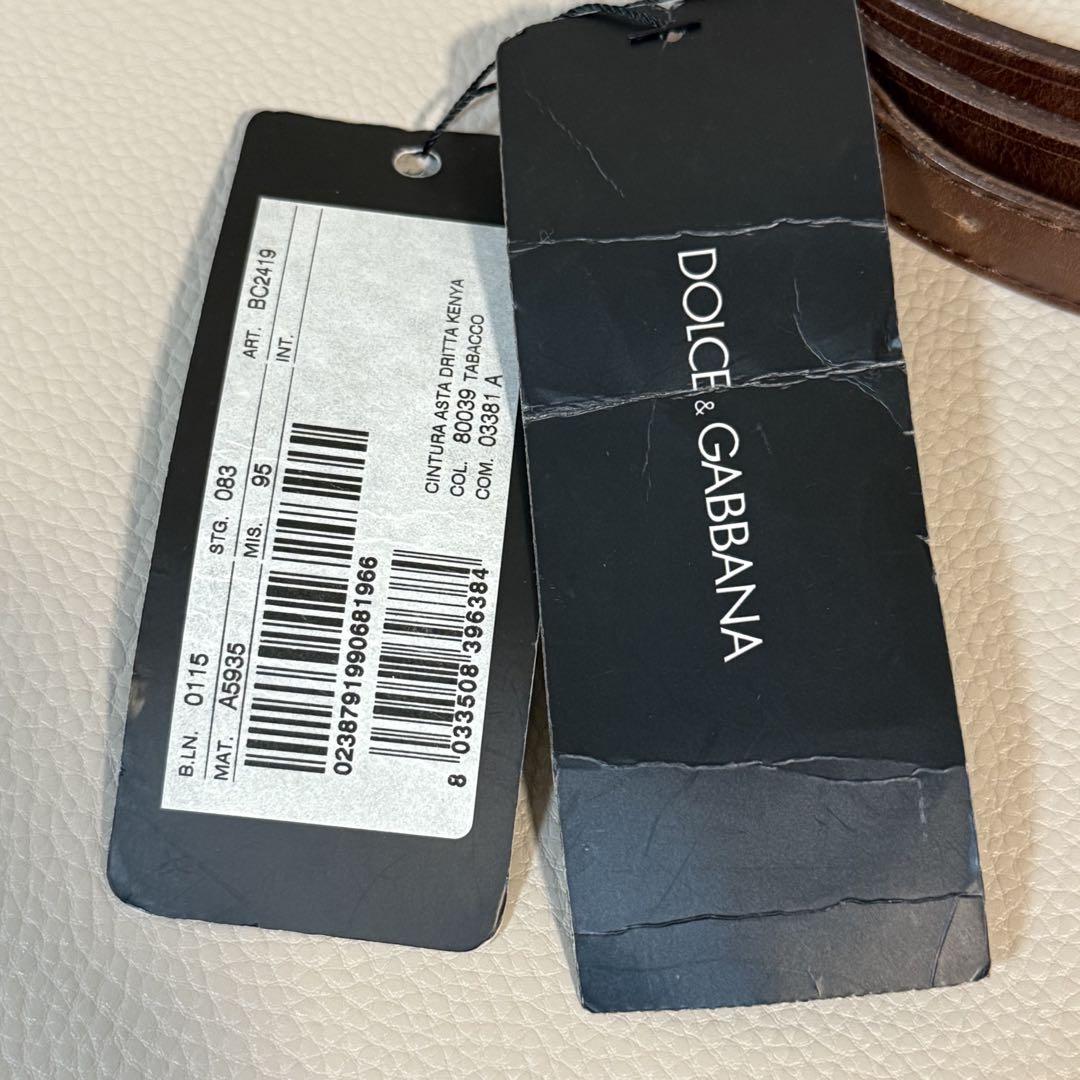 B.LN. 0115 STG. 083 ART. BC2419
MAT. A5935 MIS. 95 INT.
0238791990681966
CINTURA ASTA DRITTA KENYA
COL. 80039 TABACCO
COM. 03381 A
8 033508 396384
DOLCE & GABBANA